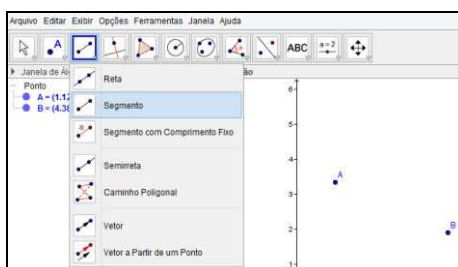 Arquivo Editar Exibir Opções Ferramentas Janela Ajuda
A ABC a=2
Janela de Ál ão
Ponto
A = (1.12
B = (4.38
Reta
Segmento
a
Segmento com Comprimento Fixo
Semirreta
Caminho Poligonal
Vetor
Vetor a Partir de um Ponto
6
4
3
2
1
A
B